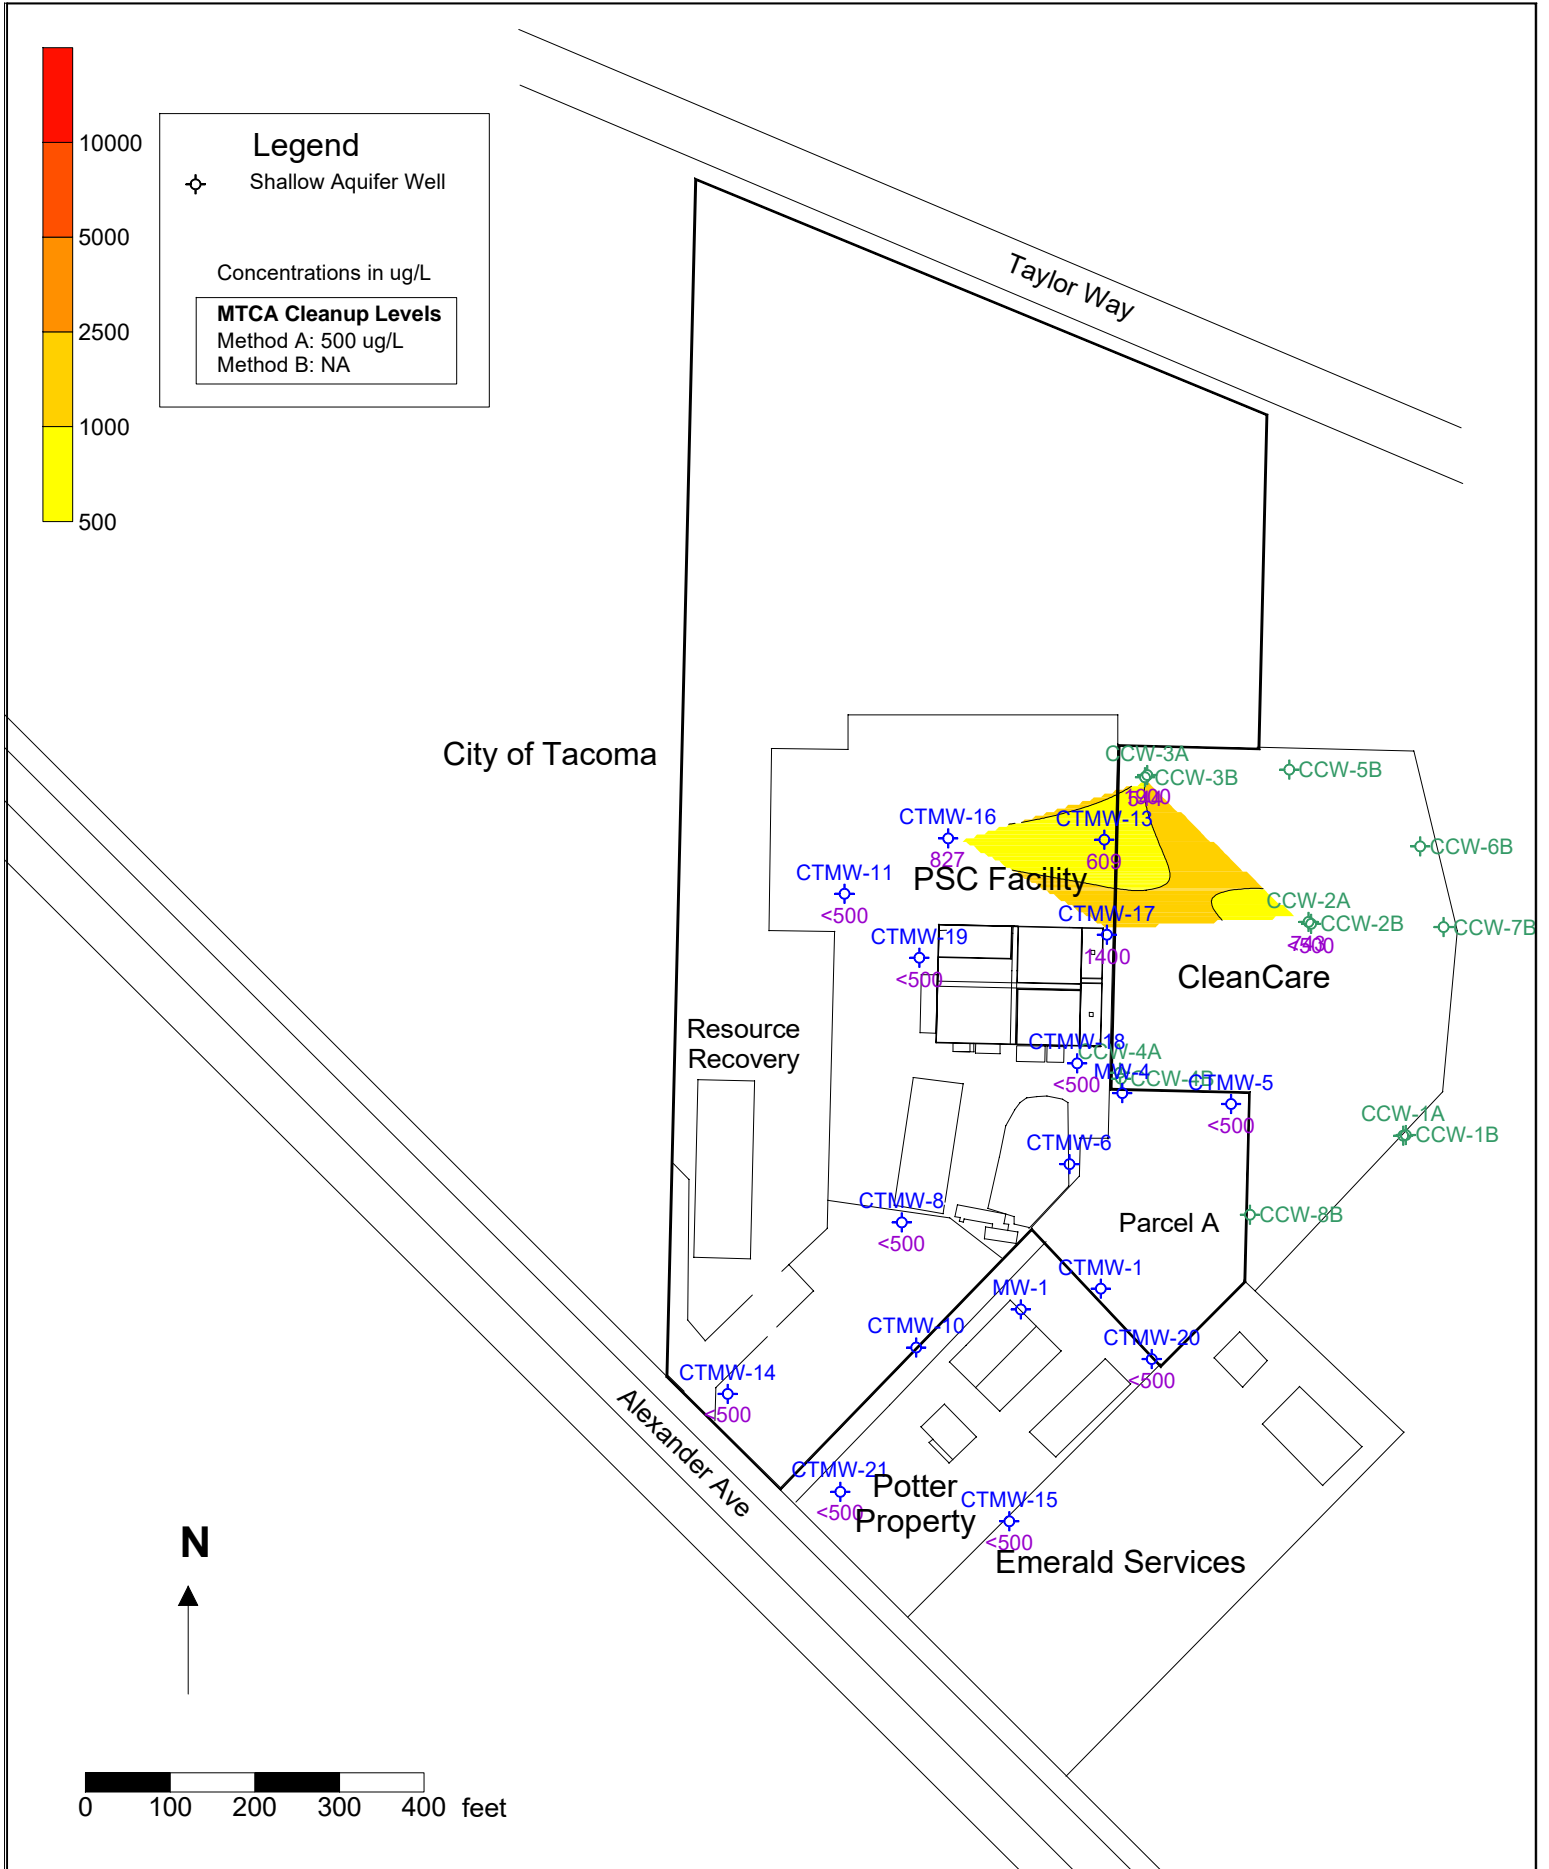 10000
5000
2500
1000
500
Legend
Shallow Aquifer Well
Concentrations in ug/L
MTCA Cleanup Levels
Method A: 500 ug/L
Method B: NA
Taylor Way
City of Tacoma
CCW-3A
CCW-3B
544
CCW-5B
CTMW-16
827
CTMW-13
609
CCW-6B
CTMW-11
<500
PSC Facility
CCW-2A
CCW-2B
743
<500
CCW-7B
CTMW-17
1400
CTMW-19
<500
CleanCare
Resource
Recovery
CTMW-18
<500
CCW-4A
CCW-4B
MW-4
CTMW-5
<500
CCW-1A
CCW-1B
CTMW-6
CTMW-8
<500
Parcel A
CCW-8B
CTMW-1
MW-1
CTMW-10
CTMW-20
<500
CTMW-14
<500
Alexander Ave
CTMW-21
<500
Potter
Property
CTMW-15
<500
Emerald Services
N
0 100 200 300 400 feet